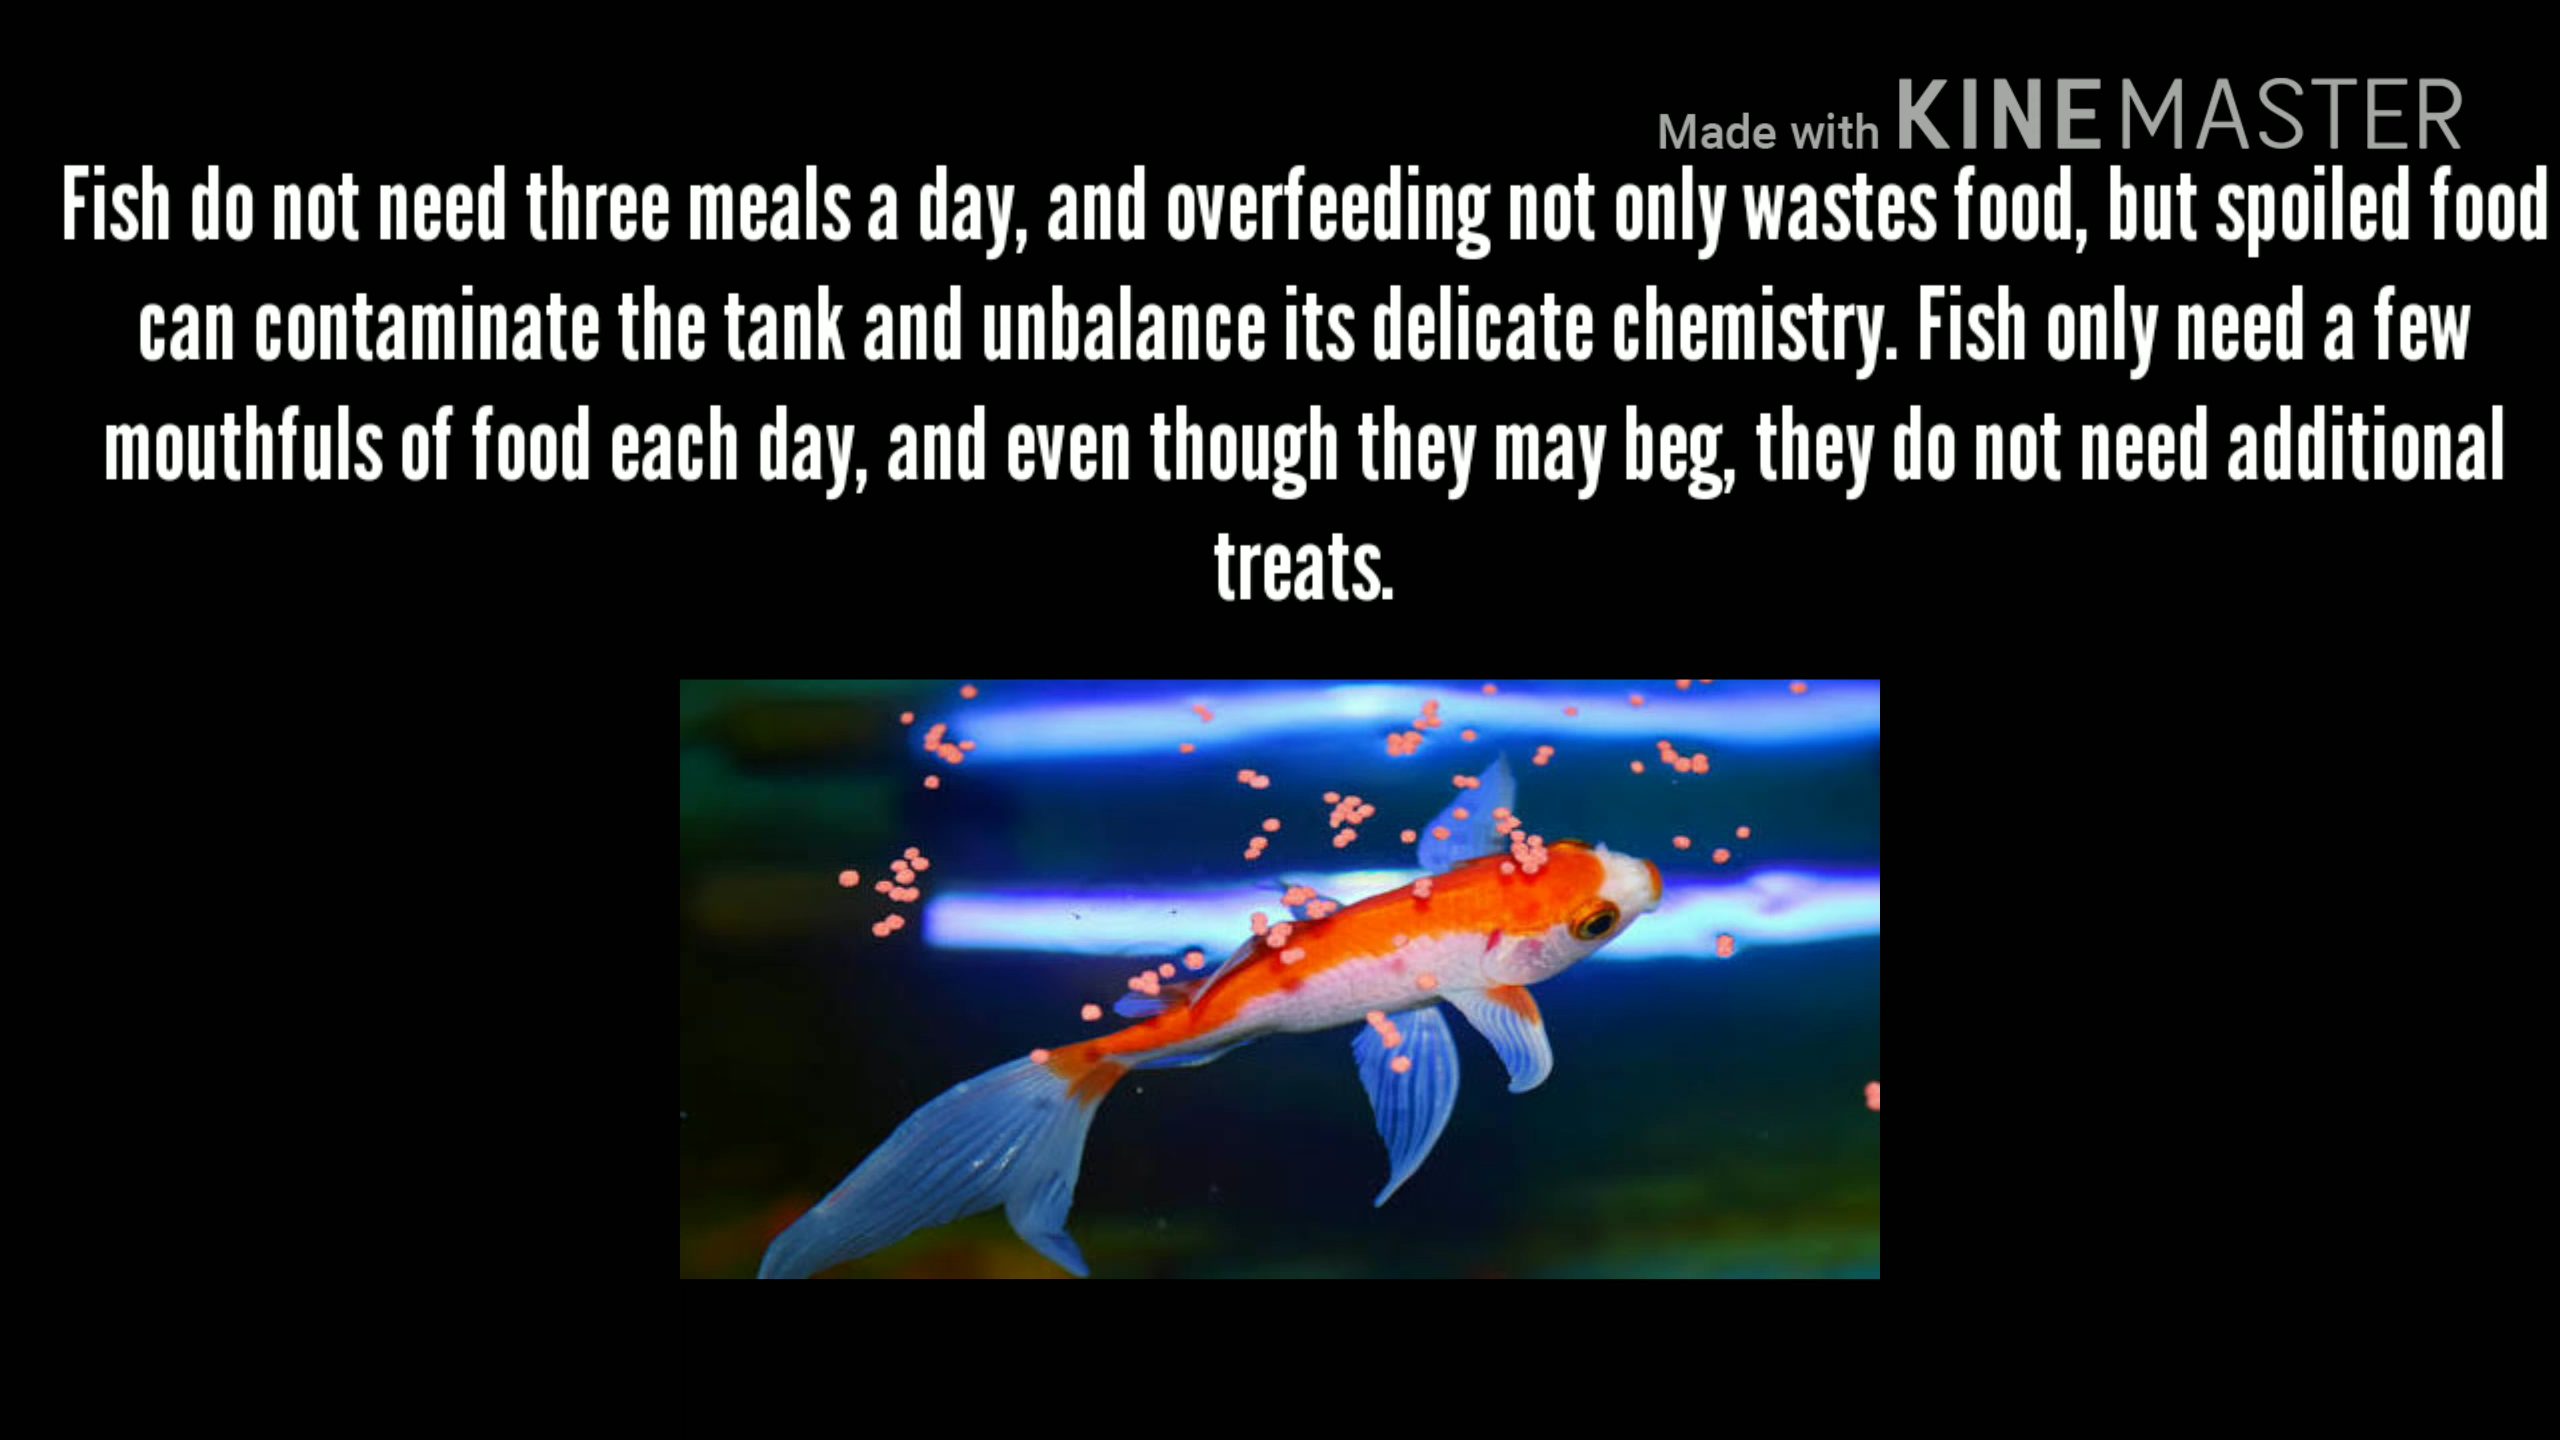 Made with KINEMASTER
Fish do not need three meals a day, and overfeeding not only wastes food, but spoiled food
can contaminate the tank and unbalance its delicate chemistry. Fish only need a few
mouthfuls of food each day, and even though they may beg, they do not need additional
treats.